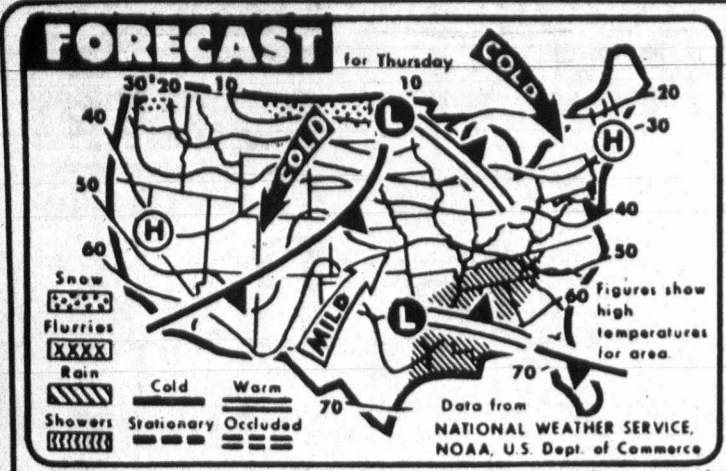 FORECAST
for Thursday
COLD
30 20 10
10
20
40
L
30
H
COLD
50
H
40
60
50
Snow
60
Figures show
high
temperatures
for area.
Flurries
XXXX
L
MILD
Rain
Cold
Warm
70
Showers
Stationary
Occluded
70
Data from
NATIONAL WEATHER SERVICE,
NOAA, U.S. Dept. of Commerce